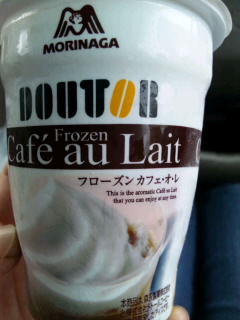 MORINAGA
DOUTOR
Frozen
Café au Lait
フローズン カフェ・オ・レ
This is the aromatic Café au Lait
that you can enjoy at any time.